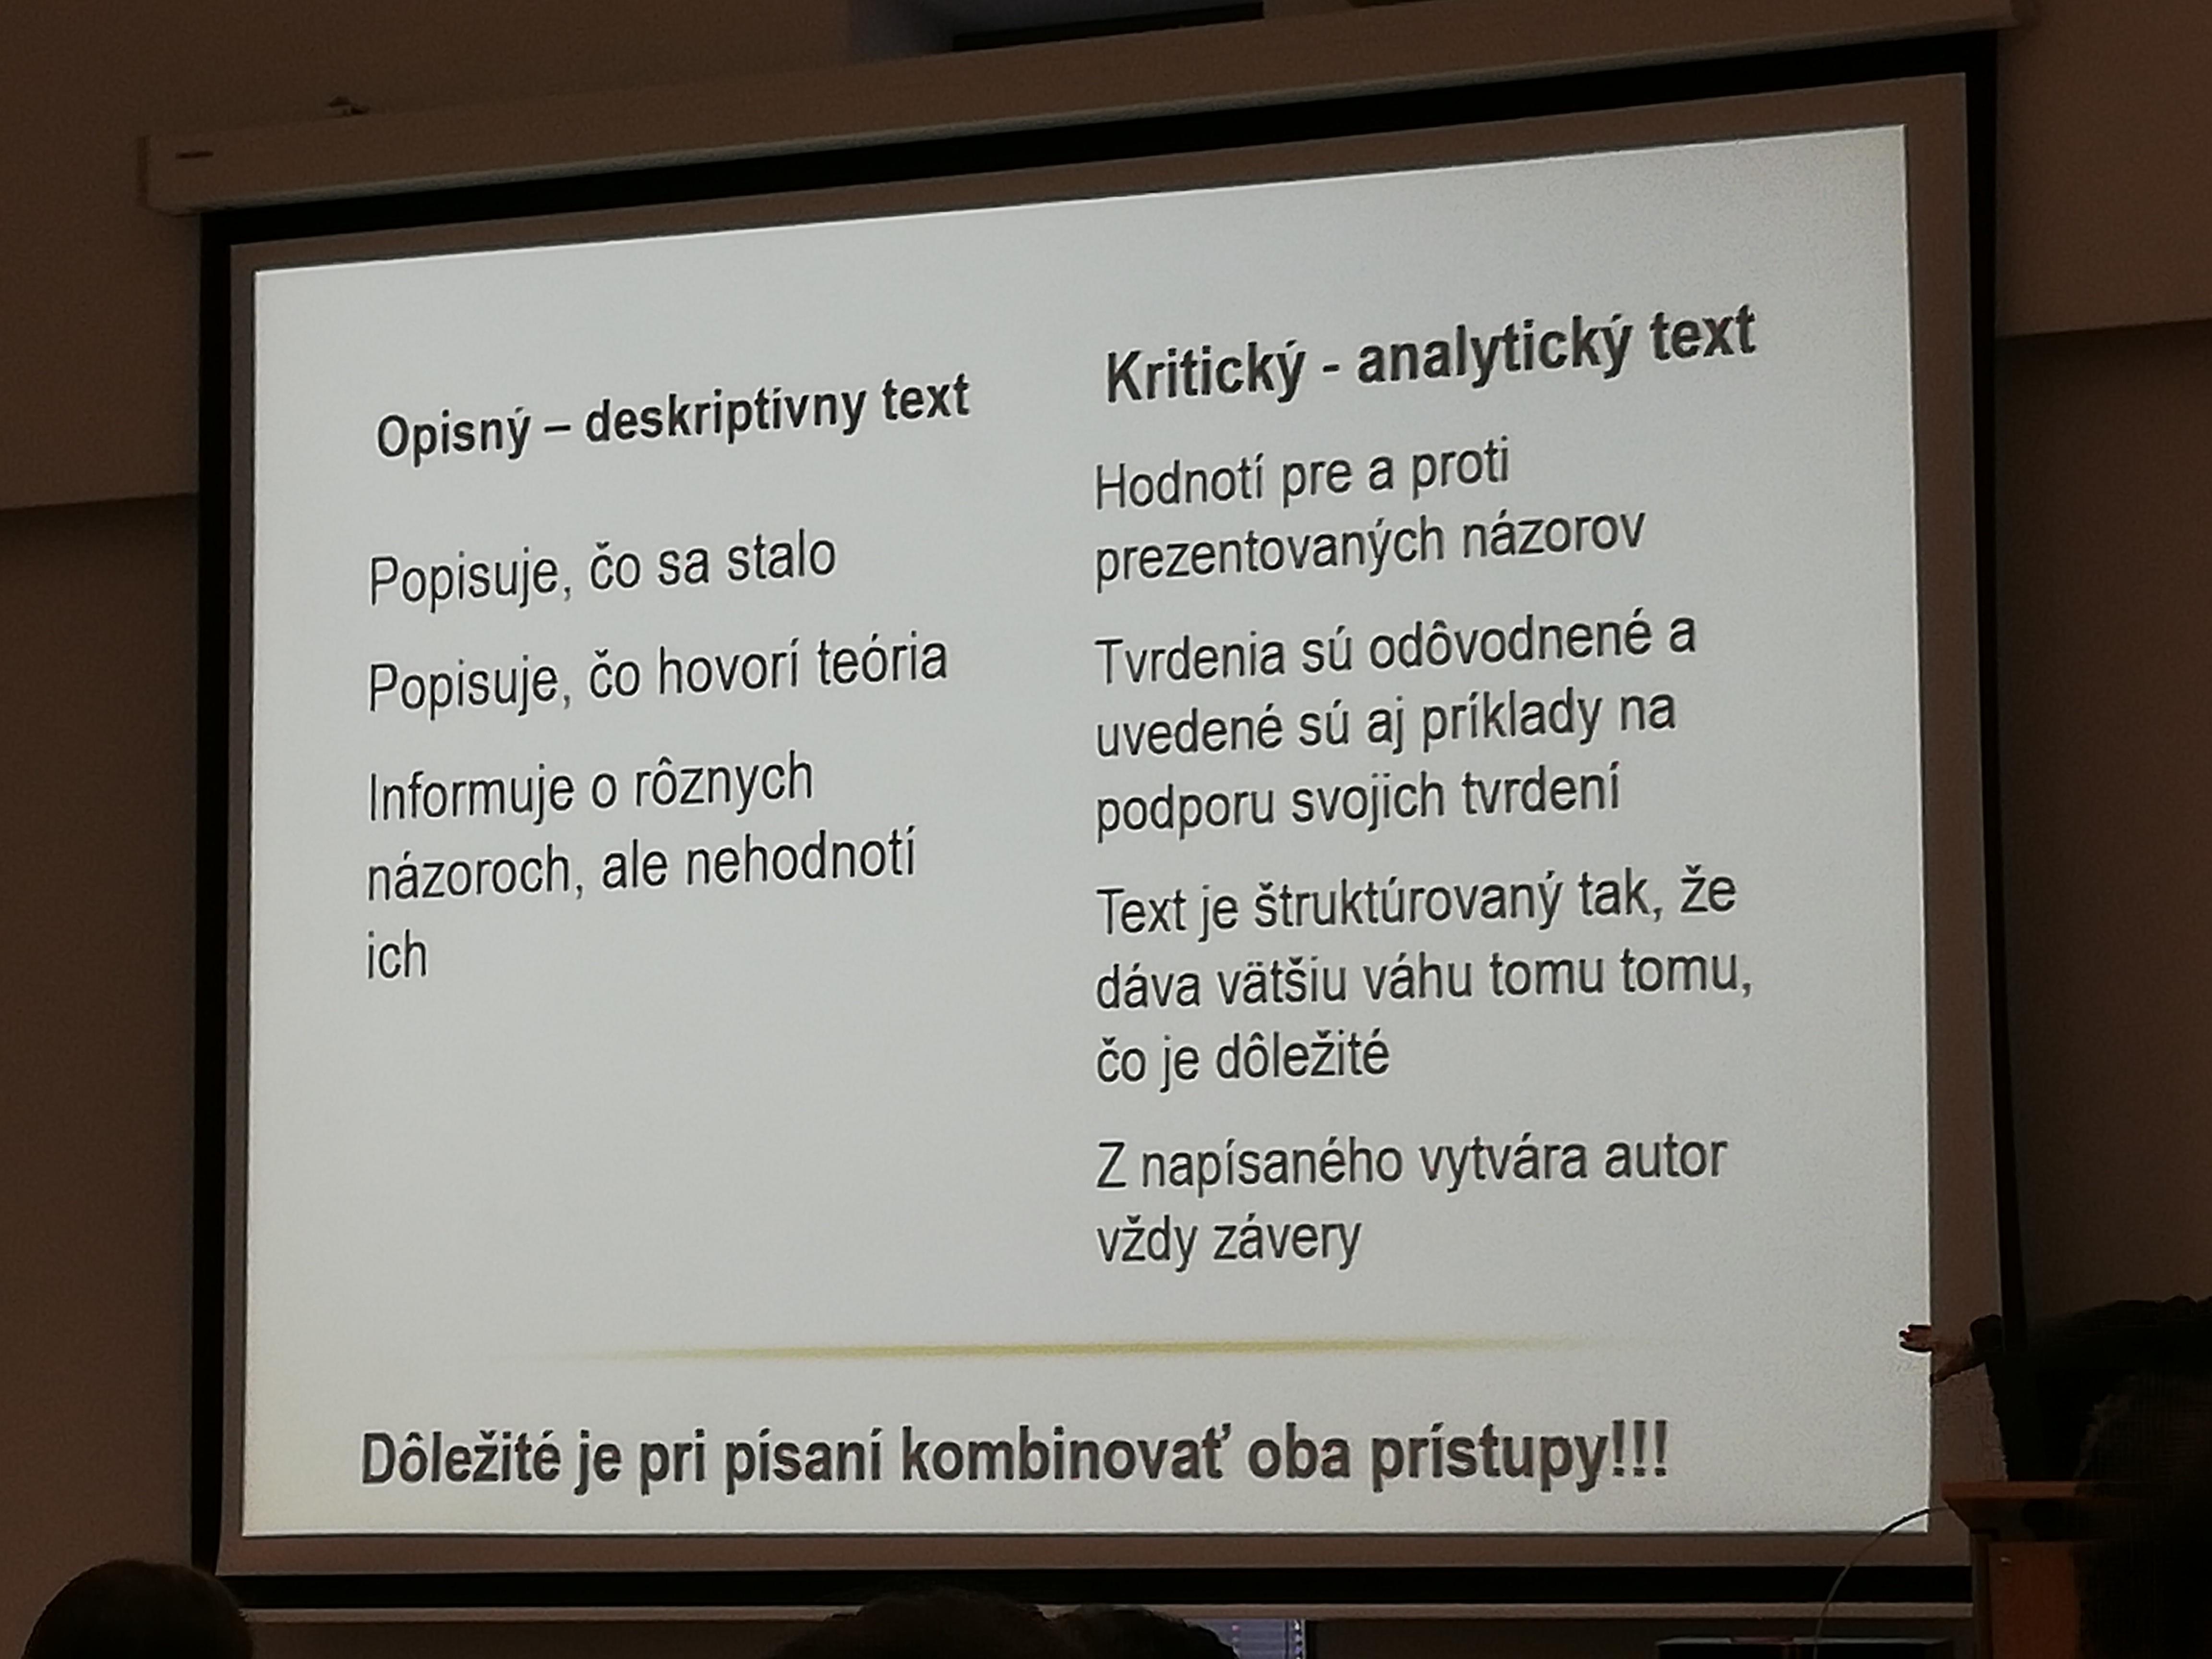 Opisný – deskriptívny text
Popisuje, čo sa stalo
Popisuje, čo hovorí teória
Informuje o rôznych
názoroch, ale nehodnotí
ich
Kritický - analytický text
Hodnotí pre a proti
prezentovaných názorov
Tvrdenia sú odôvodnené a
uvedené sú aj príklady na
podporu svojich tvrdení
Text je štruktúrovaný tak, že
dáva vätšiu váhu tomu tomu,
čo je dôležité
Z napísaného vytvára autor
vždy závery
Dôležité je pri písaní kombinovať oba prístupy!!!